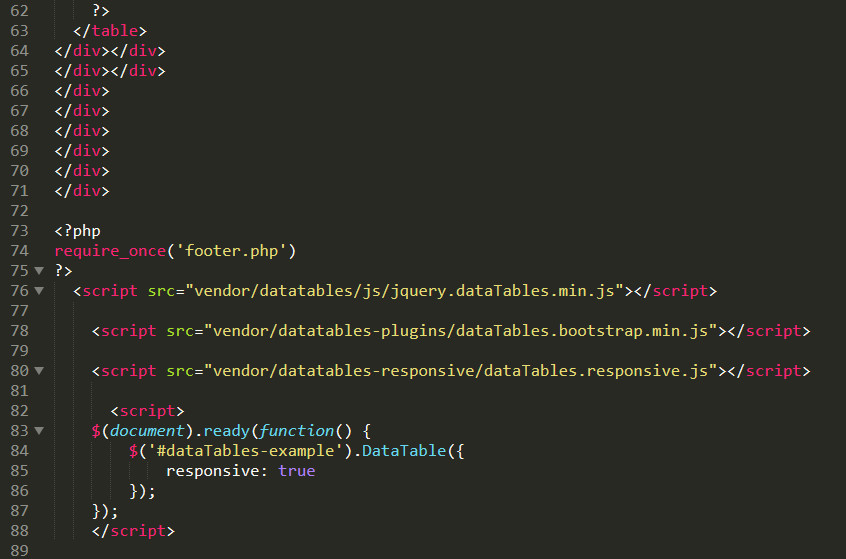 62 ?>
63 </table>
64 </div></div>
65 </div></div>
66 </div>
67 </div>
68 </div>
69 </div>
70 </div>
71 </div>
72
73 <?php
74 require_once('footer.php')
75 ?>
76 <script src="vendor/datatables/js/jquery.dataTables.min.js"></script>
77
78 <script src="vendor/datatables-plugins/dataTables.bootstrap.min.js"></script>
79
80 <script src="vendor/datatables-responsive/dataTables.responsive.js"></script>
81
82 <script>
83 $(document).ready(function() {
84 $('#dataTables-example').DataTable({
85 responsive: true
86 });
87 });
88 </script>
89